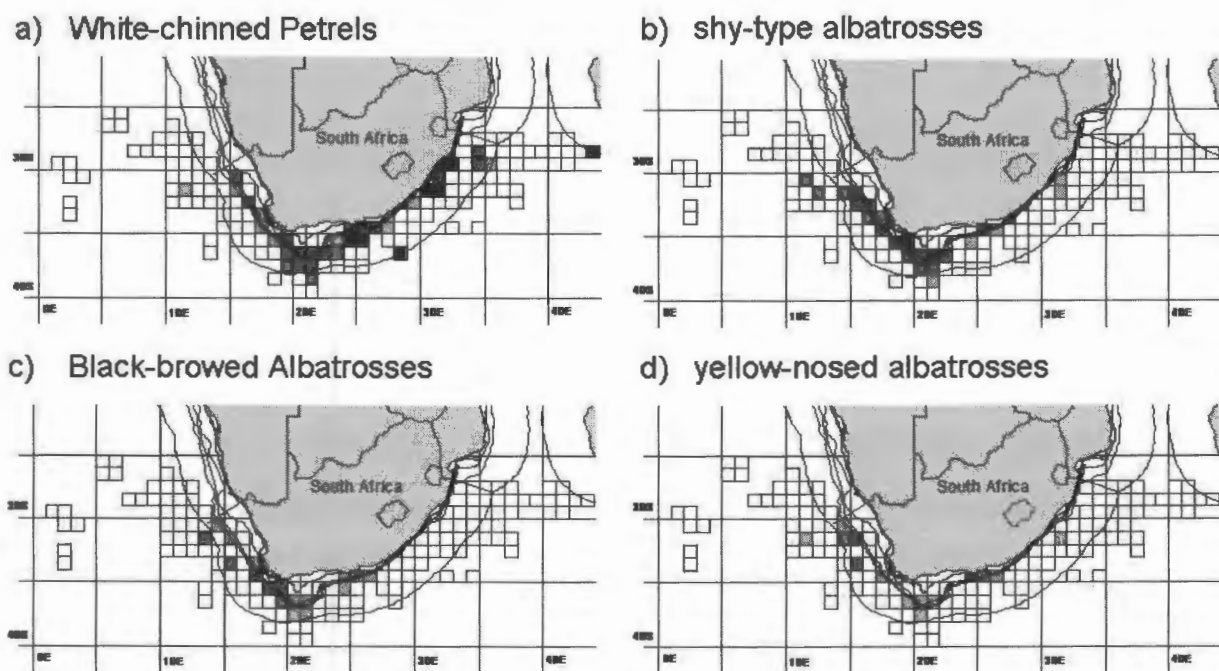 a) White-chinned Petrels
b) shy-type albatrosses
South Africa
30S
40S
0E
10E
20E
30E
40E
South Africa
30S
40S
0E
10E
20E
30E
40E
c) Black-browed Albatrosses
d) yellow-nosed albatrosses
South Africa
30S
40S
0E
10E
20E
30E
40E
South Africa
30S
40S
0E
10E
20E
30E
40E